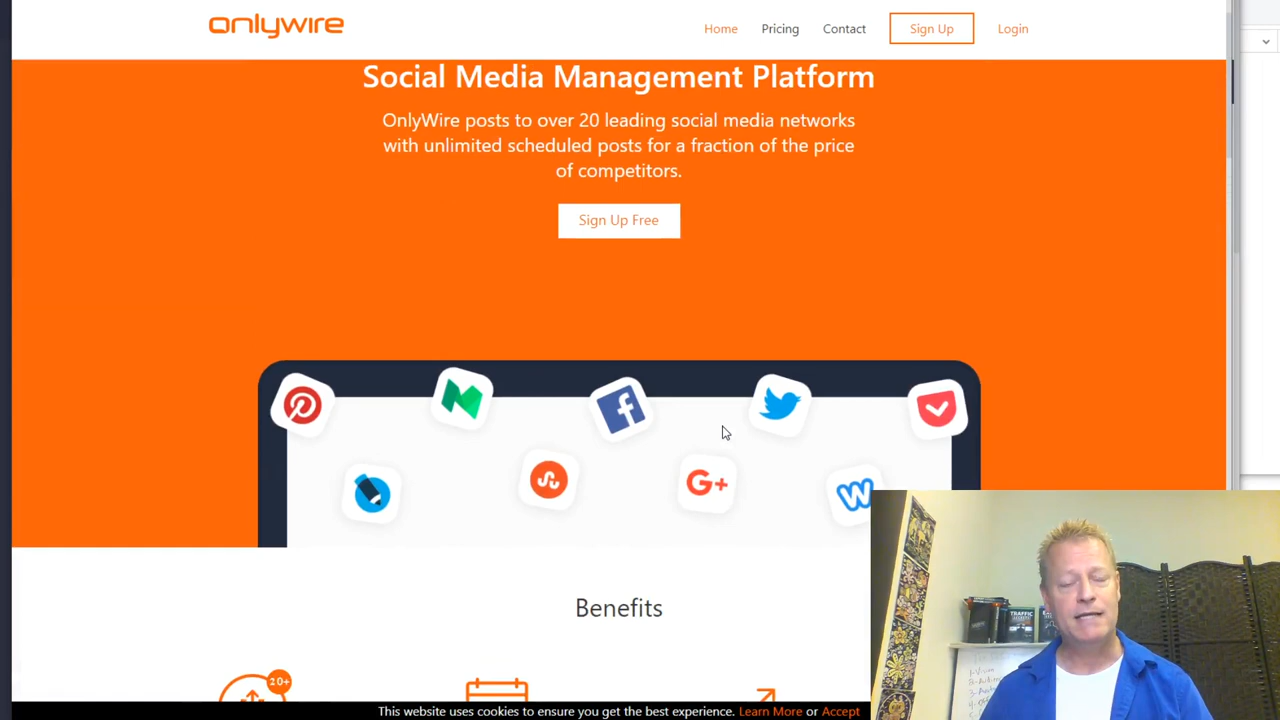 onlywire
Home Pricing Contact Sign Up Login
Social Media Management Platform
OnlyWire posts to over 20 leading social media networks
with unlimited scheduled posts for a fraction of the price
of competitors.
Sign Up Free
G+
Benefits
20+
TRAFFIC
This website uses cookies to ensure you get the best experience. Learn More or Accept